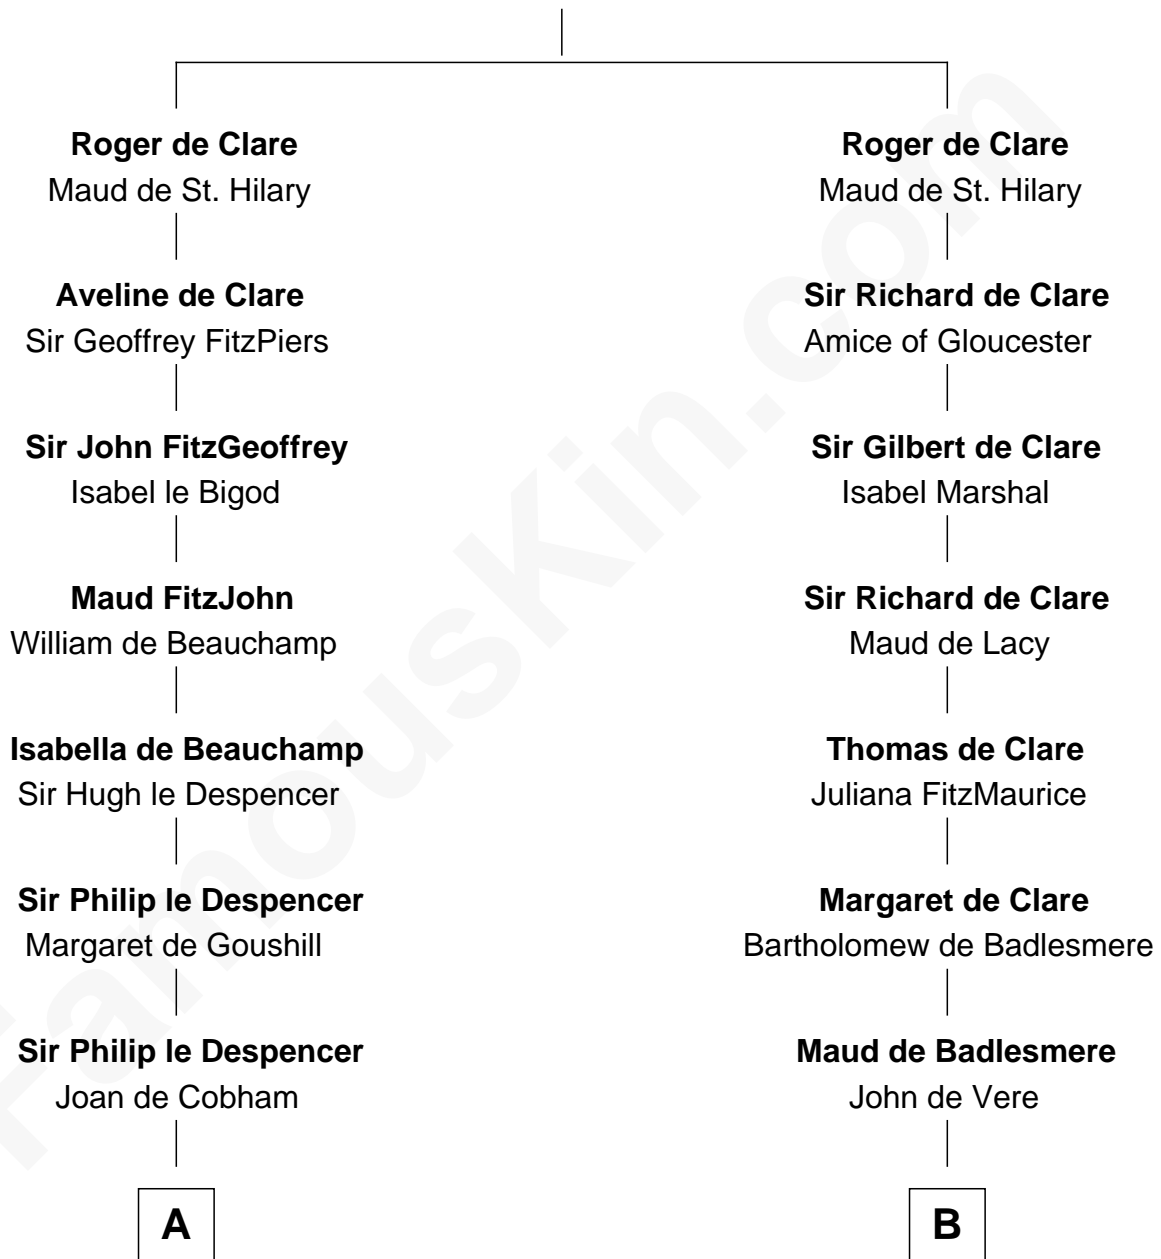 Roger de Clare
Maud de St. Hilary
Aveline de Clare
Sir Geoffrey FitzPiers
Sir John FitzGeoffrey
Isabel le Bigod
Maud FitzJohn
William de Beauchamp
Isabella de Beauchamp
Sir Hugh le Despencer
Sir Philip le Despencer
Margaret de Goushill
Sir Philip le Despencer
Joan de Cobham
A
Roger de Clare
Maud de St. Hilary
Sir Richard de Clare
Amice of Gloucester
Sir Gilbert de Clare
Isabel Marshal
Sir Richard de Clare
Maud de Lacy
Thomas de Clare
Juliana FitzMaurice
Margaret de Clare
Bartholomew de Badlesmere
Maud de Badlesmere
John de Vere
B
FamousKin.com